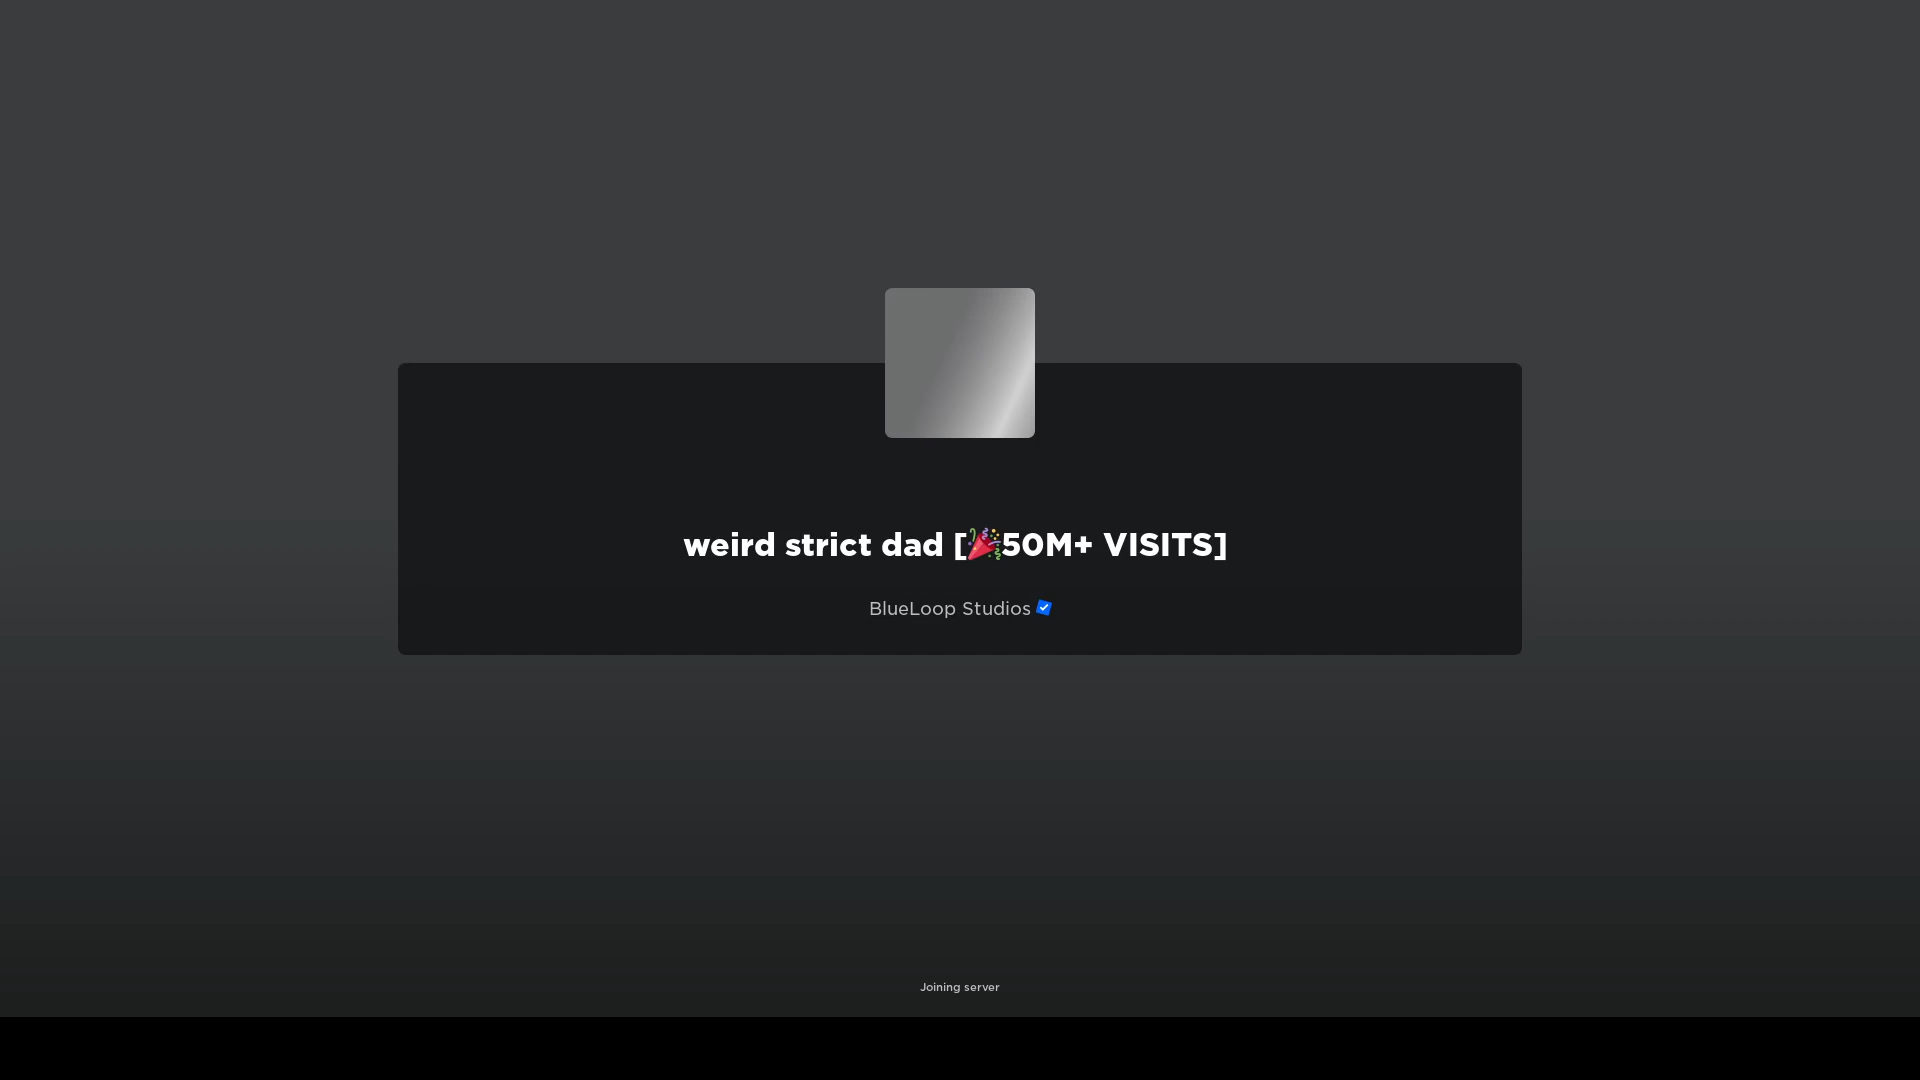 weird strict dad [🎉50M+ VISITS]
BlueLoop Studios
Joining server